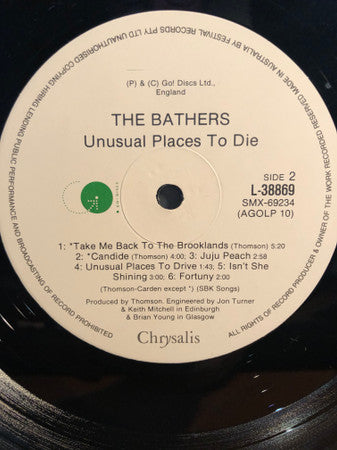 MADE IN AUSTRALIA BY FESTIVAL RECORDS PTY LTD UNAUTHORISED COPYING HIRING LENDING PUBLIC PERFORMANCE AND BROADCASTING OF RECORD PROHIBITED
ALL RIGHTS OF RECORD PRODUCER & OWNER OF THE WORK RECORDED RESERVED
(P) & (C) Go! Discs Ltd.,
England
THE BATHERS
Unusual Places To Die
SIDE 2
L-38869
SMX-69234
(AGOLP 10)
1: *Take Me Back To The Brooklands (Thomson) 5:20
2: *Candide (Thomson) 4:00; 3: Juju Peach 2:58
4: Unusual Places To Drive 1:43; 5: Isn't She
Shining 3:00; 6: Fortuny 2:00
(Thomson-Carden except *) (SBK Songs)
Produced by Thomson. Engineered by Jon Turner
& Keith Mitchell in Edinburgh
& Brian Young in Glasgow
Chrysalis